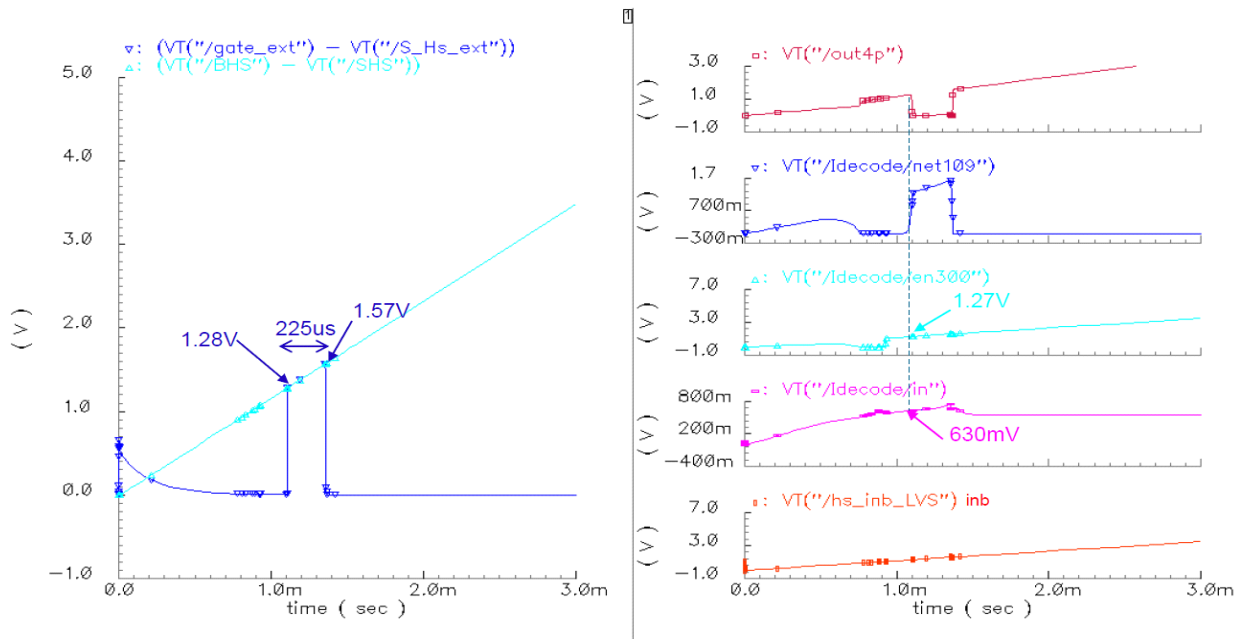 1
▿: (VT("/gate_ext") − VT("/S_Hs_ext"))
▵: (VT("/BHS") − VT("/SHS"))
5.0
4.0
3.0
2.0
1.0
0.0
−1.0
( V )
1.28V
225us
1.57V
0.0
1.0m
2.0m
3.0m
time ( sec )
▫: VT("/out4p")
3.0
1.0
−1.0
( V )
▿: VT("/Idecode/net109")
1.7
700m
−300m
( V )
▵: VT("/Idecode/en300")
7.0
3.0
−1.0
( V )
1.27V
VT("/Idecode/in")
800m
200m
−400m
( V )
630mV
▯: VT("/hs_inb_LVS") inb
7.0
3.0
−1.0
( V )
0.0
1.0m
2.0m
3.0m
time ( sec )